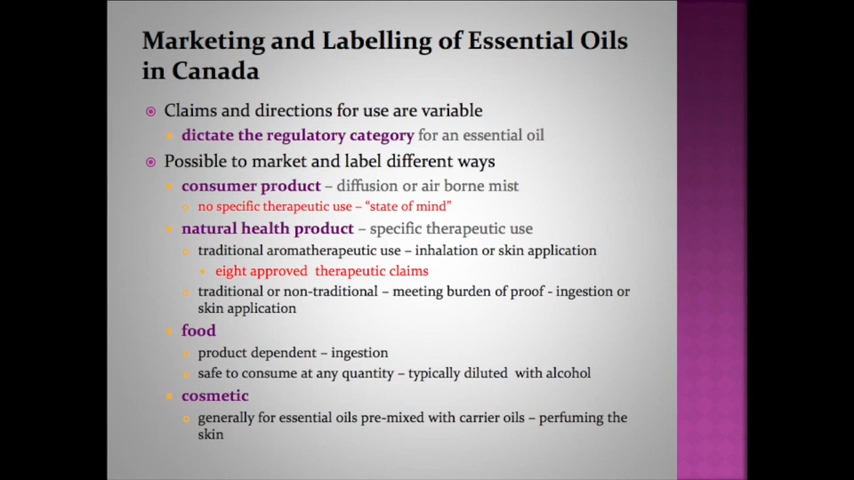 Marketing and Labelling of Essential Oils
in Canada
Claims and directions for use are variable
dictate the regulatory category for an essential oil
Possible to market and label different ways
consumer product – diffusion or air borne mist
no specific therapeutic use – “state of mind”
natural health product – specific therapeutic use
traditional aromatherapeutic use – inhalation or skin application
eight approved therapeutic claims
traditional or non-traditional – meeting burden of proof - ingestion or
skin application
food
product dependent – ingestion
safe to consume at any quantity – typically diluted with alcohol
cosmetic
generally for essential oils pre-mixed with carrier oils – perfuming the
skin